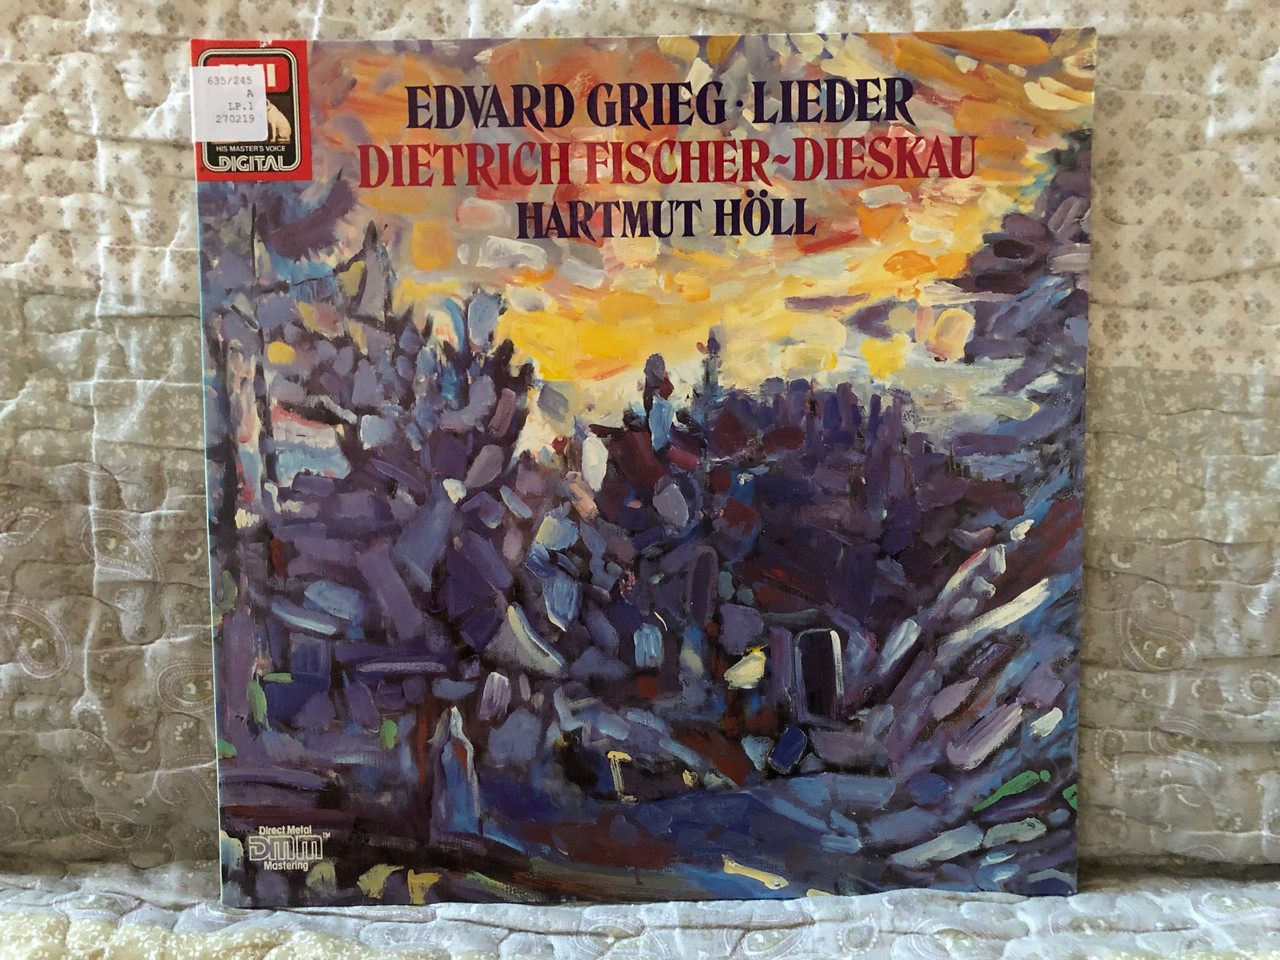 635/245
A
LP.1
270219
HIS MASTER'S VOICE
DIGITAL
EDVARD GRIEG · LIEDER
DIETRICH FISCHER~DIESKAU
HARTMUT HÖLL
Direct Metal
DMM™
Mastering